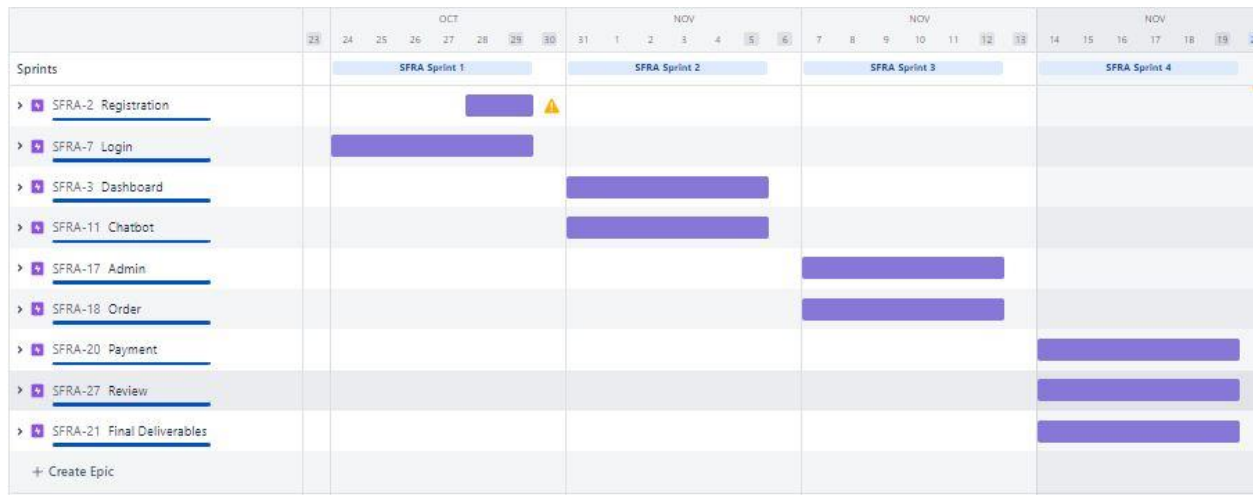 OCT NOV NOV NOV
23 24 25 26 27 28 29 30 31 1 2 3 4 5 6 7 8 9 10 11 12 13 14 15 16 17 18 19
Sprints SFRA Sprint 1 SFRA Sprint 2 SFRA Sprint 3 SFRA Sprint 4
SFRA-2 Registration
SFRA-7 Login
SFRA-3 Dashboard
SFRA-11 Chatbot
SFRA-17 Admin
SFRA-18 Order
SFRA-20 Payment
SFRA-27 Review
SFRA-21 Final Deliverables
+ Create Epic